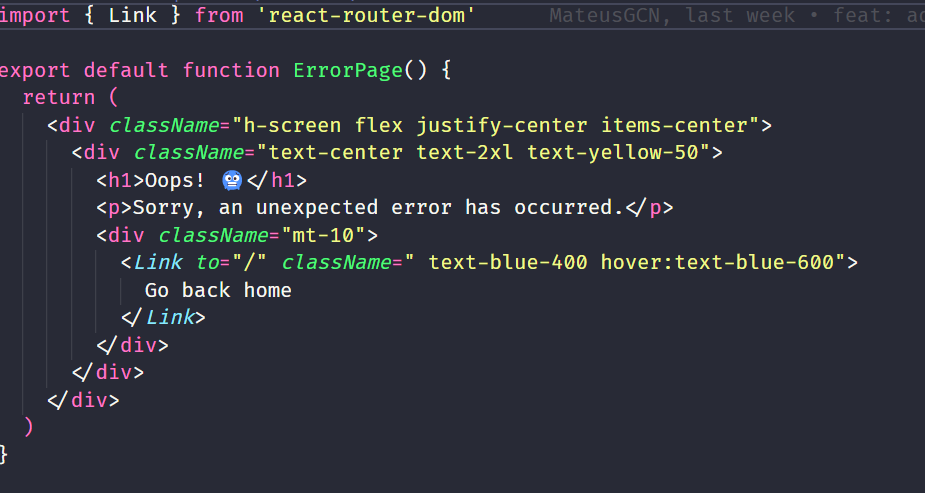 import { Link } from 'react-router-dom' MateusGCN, last week • feat:
export default function ErrorPage() {
return (
<div className="h-screen flex justify-center items-center">
<div className="text-center text-2xl text-yellow-50">
<h1>Oops! 🥶</h1>
<p>Sorry, an unexpected error has occurred.</p>
<div className="mt-10">
<Link to="/" className=" text-blue-400 hover:text-blue-600">
Go back home
</Link>
</div>
</div>
</div>
)
}